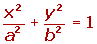 x²/a² + y²/b² = 1